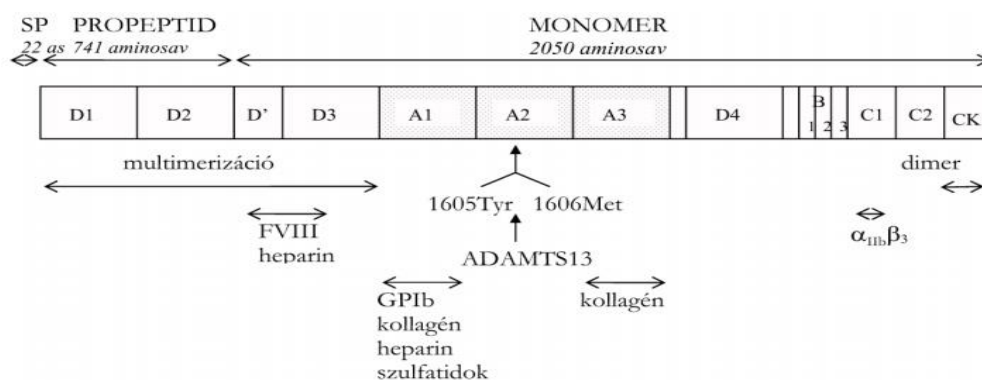 SP PROPEPTID MONOMER
22 as 741 aminosav 2050 aminosav
D1 D2 D' D3 A1 A2 A3 D4 B 1 2 3 C1 C2 CK
multimerizáció dimer
1605Tyr 1606Met
FVIII αIIbβ3
heparin ADAMTS13
GPIb kollagén
kollagén
heparin
szulfatidok